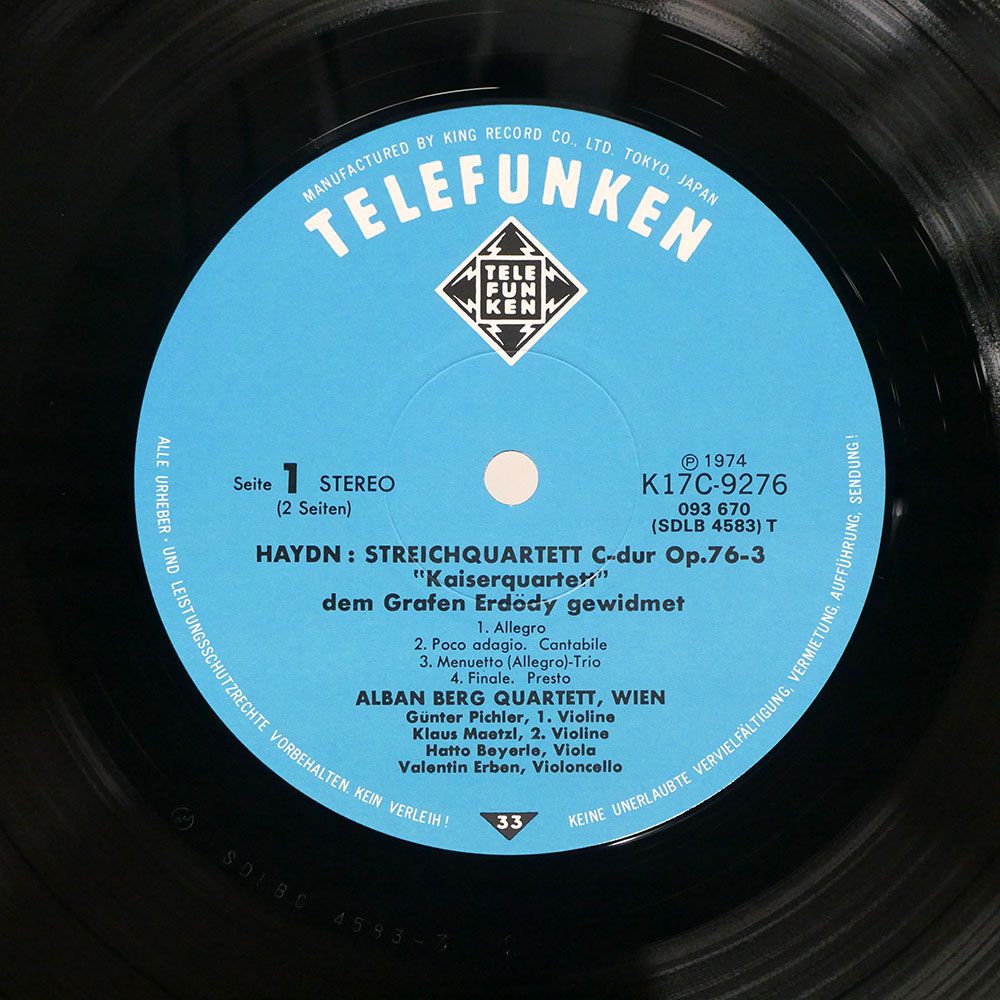 MANUFACTURED BY KING RECORD CO., LTD. TOKYO, JAPAN
TELEFUNKEN
TELE
FUN
KEN
Seite 1 STEREO
(2 Seiten)
Ⓟ 1974
K17C-9276
093 670
(SDLB 4583) T
HAYDN : STREICHQUARTETT C-dur Op.76-3
"Kaiserquartett"
dem Grafen Erdödy gewidmet
1. Allegro
2. Poco adagio. Cantabile
3. Menuetto (Allegro)-Trio
4. Finale. Presto
ALBAN BERG QUARTETT, WIEN
Günter Pichler, 1. Violine
Klaus Maetzl, 2. Violine
Hatto Beyerle, Viola
Valentin Erben, Violoncello
33
ALLE URHEBER - UND LEISTUNGSSCHUTZRECHTE VORBEHALTEN. KEIN VERLEIH!
KEINE UNERLAUBTE VERVIELFÄLTIGUNG, VERMIETUNG, AUFFÜHRUNG, SENDUNG!
SDLBC 4583-